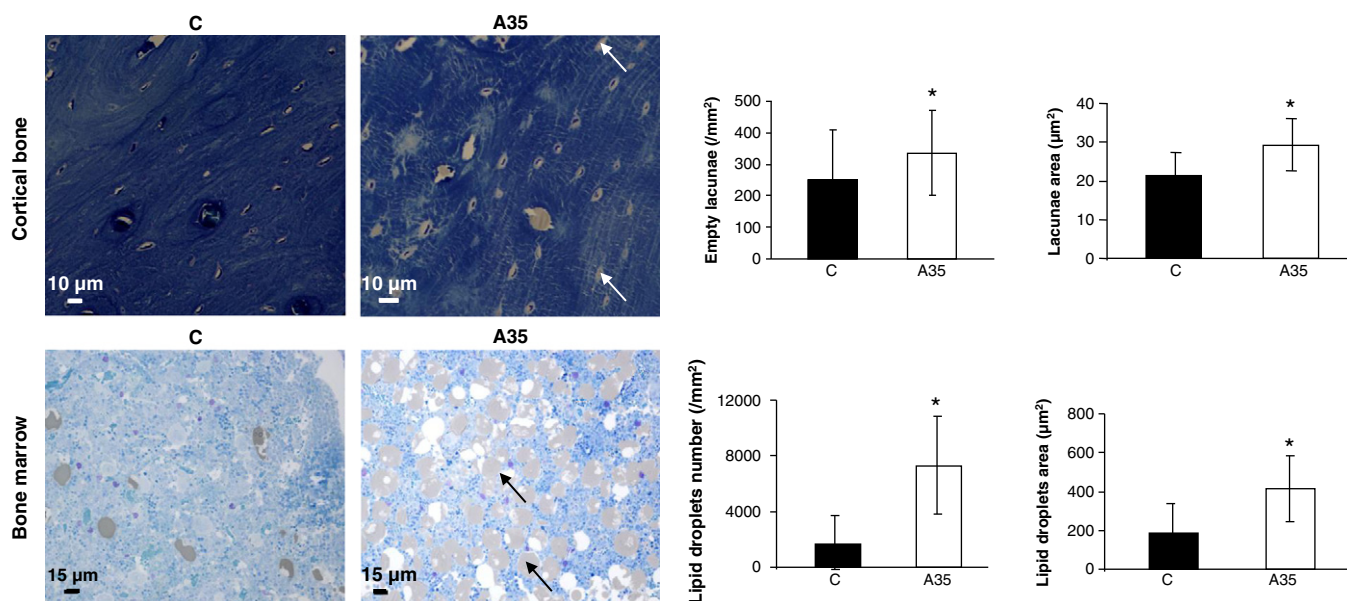 C
A35
Cortical bone
10 µm
10 µm
Empty lacunae (/mm²)
500
400
300
200
100
0
*
C
A35
Lacunae area (µm²)
40
30
20
10
0
*
C
A35
C
A35
Bone marrow
15 µm
15 µm
Lipid droplets number (/mm²)
12000
8000
4000
0
*
C
A35
Lipid droplets area (µm²)
800
600
400
200
0
*
C
A35